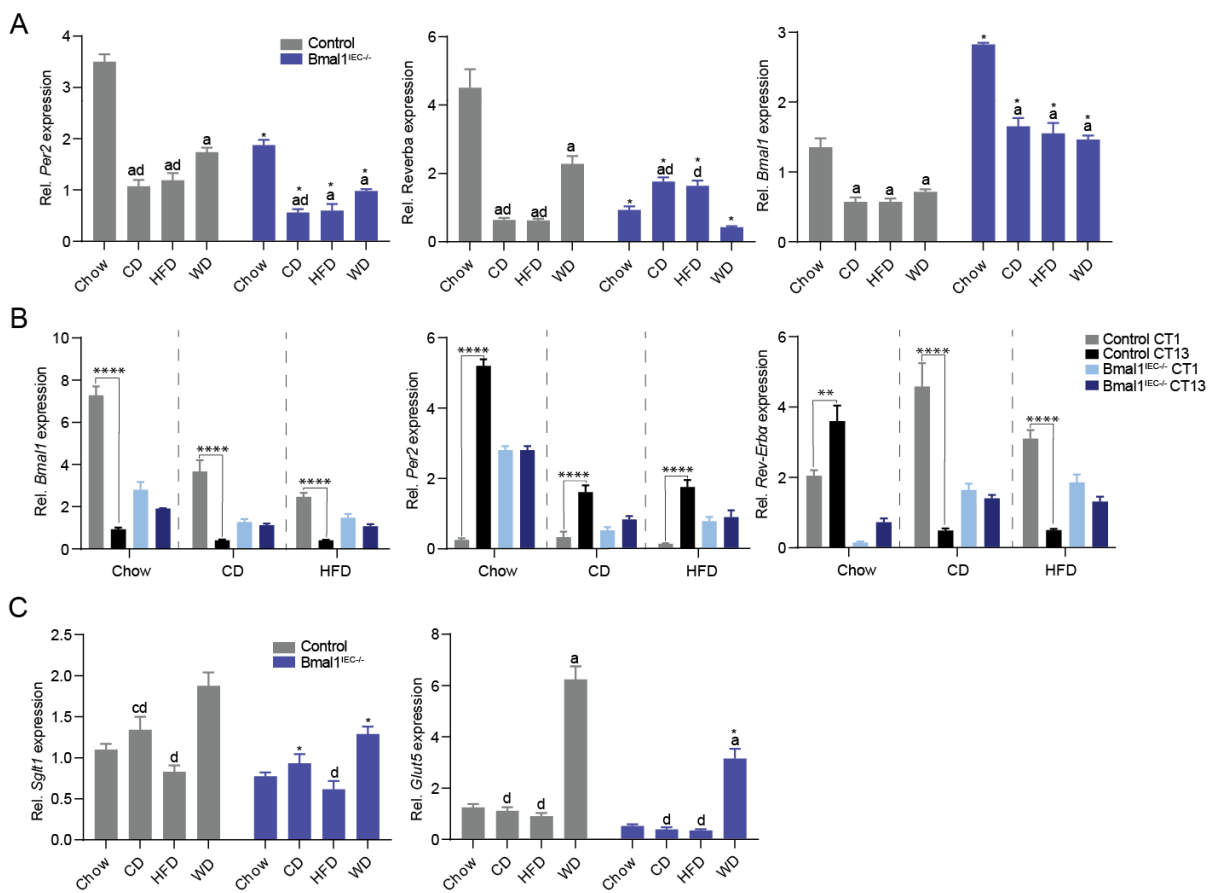 A
Rel. Per2 expression
4
3
2
1
0
ad
ad
a
*
*
ad
*
a
*
a
Chow
CD
HFD
WD
Chow
CD
HFD
WD
Control
Bmal1IEC-/-
Rel. Reverba expression
6
4
2
0
ad
ad
a
*
*
ad
*
d
*
Chow
CD
HFD
WD
Chow
CD
HFD
WD
Rel. Bmal1 expression
3
2
1
0
a
a
a
*
*
a
*
a
*
a
Chow
CD
HFD
WD
Chow
CD
HFD
WD
B
Rel. Bmal1 expression
10
8
6
4
2
0
****
****
****
Chow
CD
HFD
Rel. Per2 expression
6
4
2
0
****
****
****
Chow
CD
HFD
Rel. Rev-Erbα expression
6
4
2
0
**
****
****
Chow
CD
HFD
Control CT1
Control CT13
Bmal1IEC-/- CT1
Bmal1IEC-/- CT13
C
Rel. Sglt1 expression
2.5
2.0
1.5
1.0
0.5
0.0
cd
d
*
d
*
Chow
CD
HFD
WD
Chow
CD
HFD
WD
Control
Bmal1IEC-/-
Rel. Glut5 expression
8
6
4
2
0
d
d
a
d
d
*
a
Chow
CD
HFD
WD
Chow
CD
HFD
WD